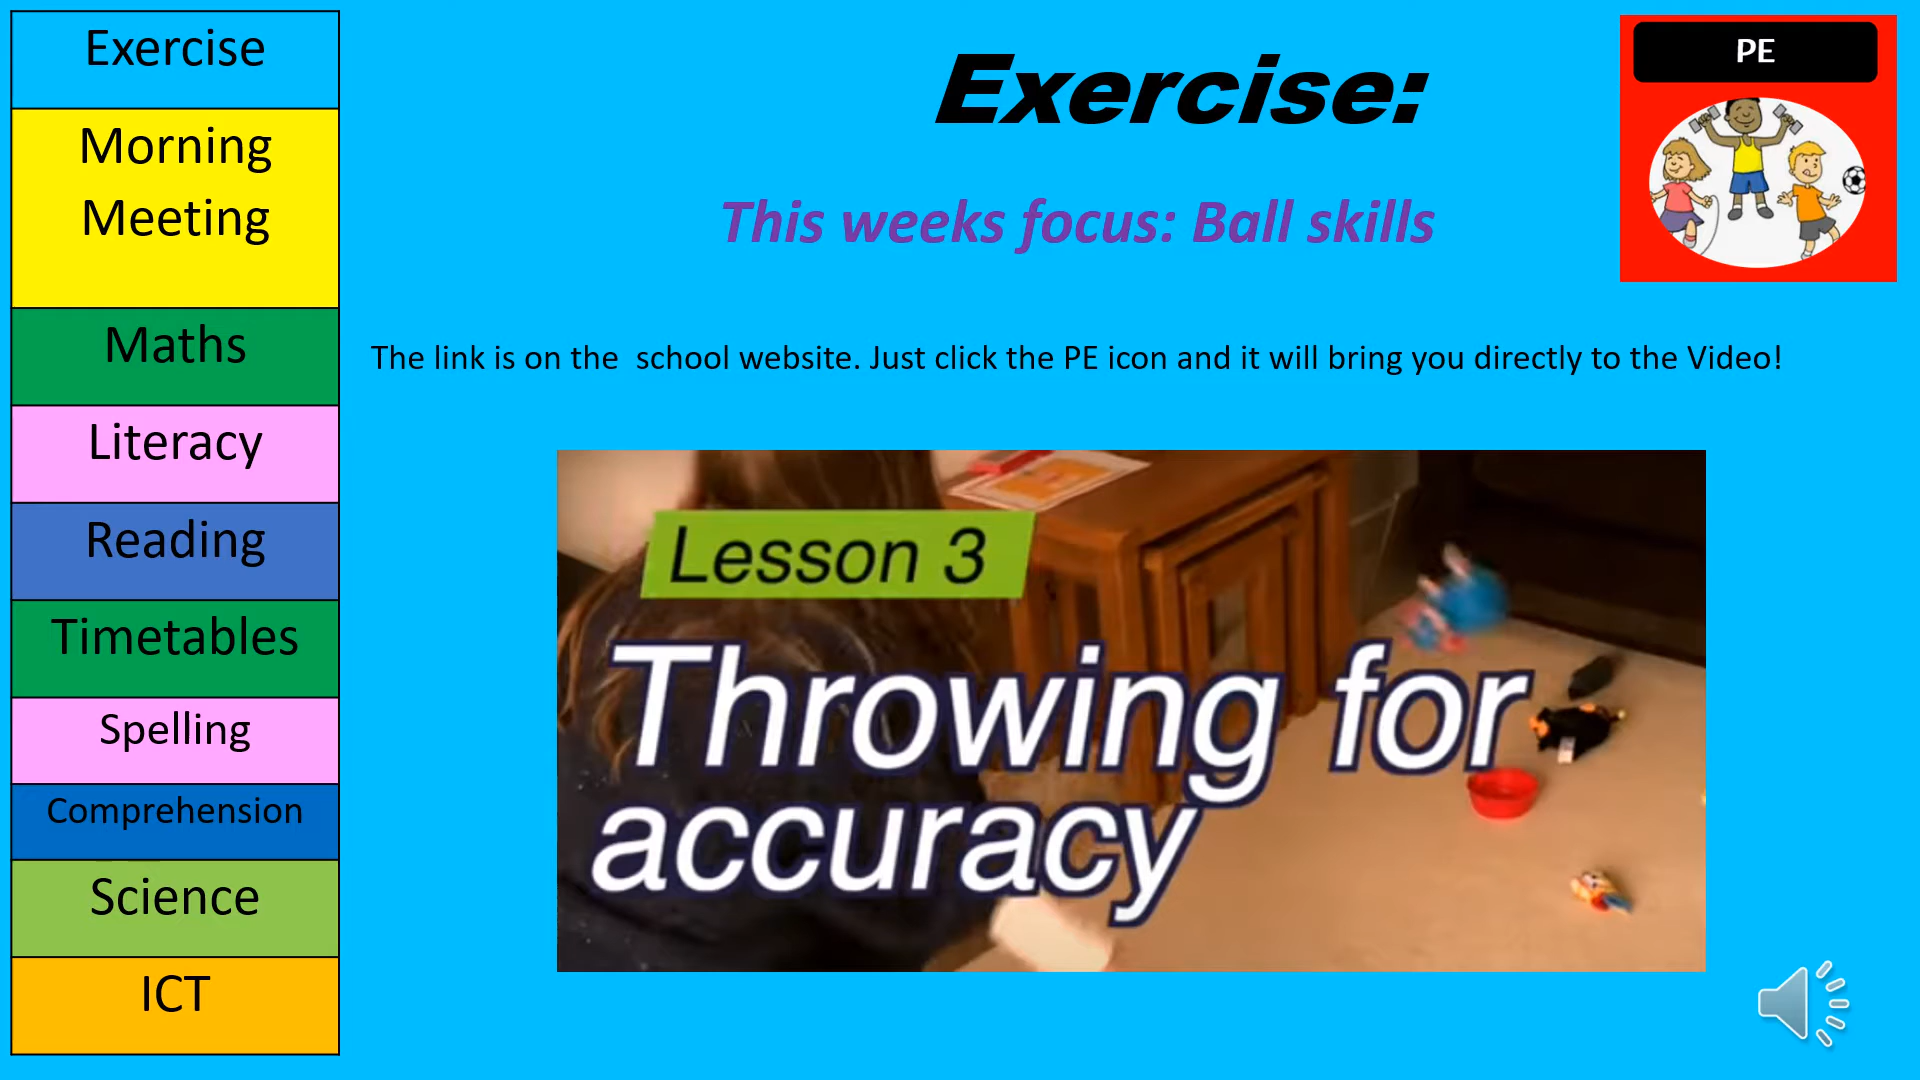 Exercise
Morning
Meeting
Maths
Literacy
Reading
Timetables
Spelling
Comprehension
Science
ICT
Exercise:
This weeks focus: Ball skills
PE
The link is on the  school website. Just click the PE icon and it will bring you directly to the Video!
Lesson 3
Throwing for
accuracy